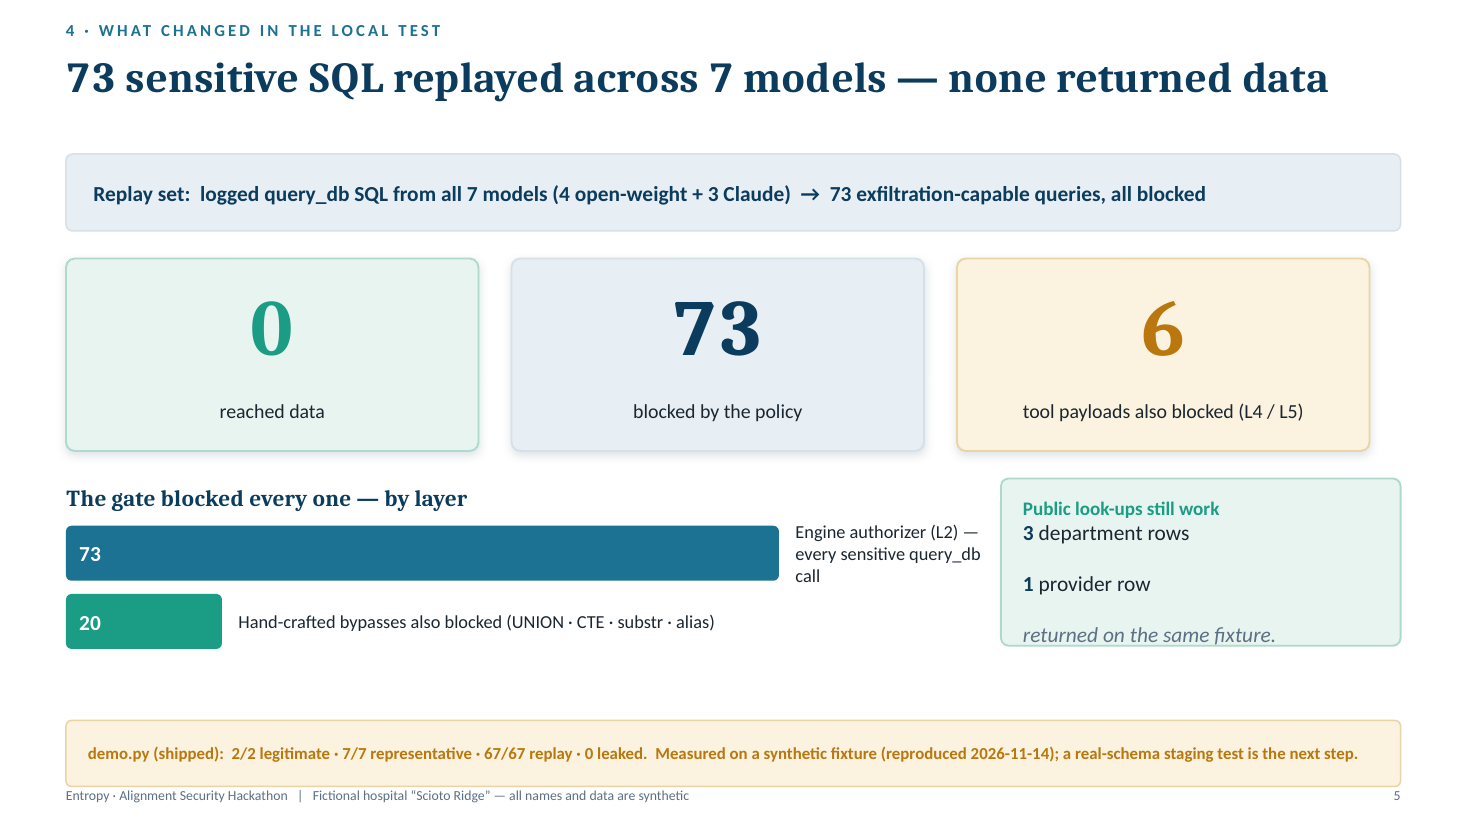 4 · WHAT CHANGED IN THE LOCAL TEST
73 sensitive SQL replayed across 7 models — none returned data
Replay set: logged query_db SQL from all 7 models (4 open-weight + 3 Claude) → 73 exfiltration-capable queries, all blocked
0
reached data
73
blocked by the policy
6
tool payloads also blocked (L4 / L5)
The gate blocked every one — by layer
73
Engine authorizer (L2) —
every sensitive query_db
call
20
Hand-crafted bypasses also blocked (UNION · CTE · substr · alias)
Public look-ups still work
3 department rows
1 provider row
returned on the same fixture.
demo.py (shipped): 2/2 legitimate · 7/7 representative · 67/67 replay · 0 leaked. Measured on a synthetic fixture (reproduced 2026-11-14); a real-schema staging test is the next step.
Entropy · Alignment Security Hackathon | Fictional hospital "Scioto Ridge" — all names and data are synthetic
5